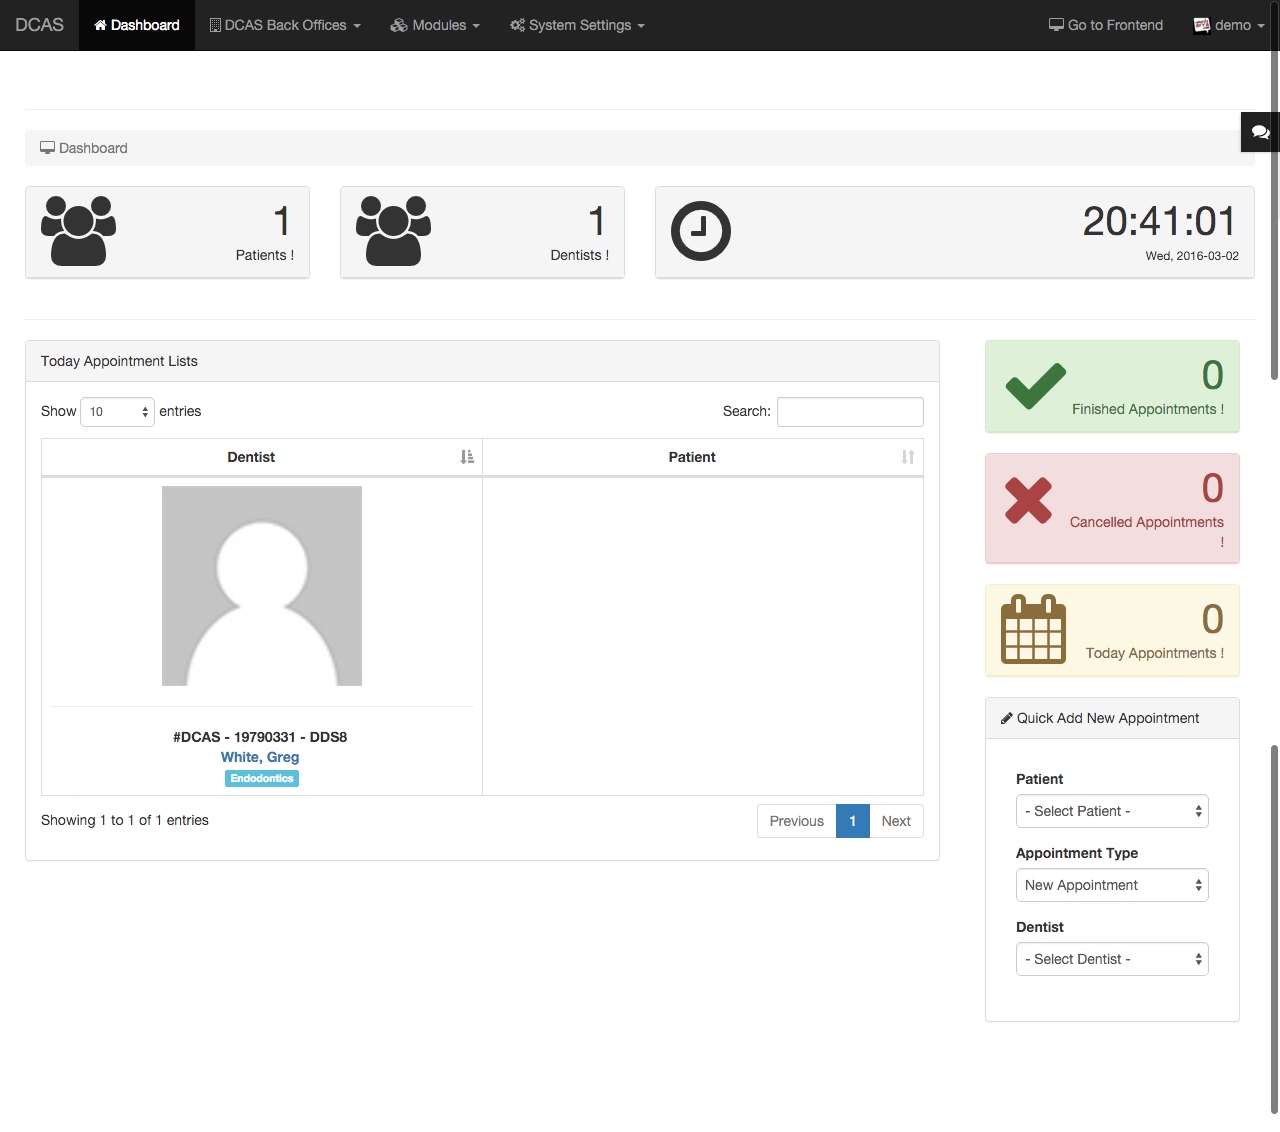 DCAS Dashboard DCAS Back Offices Modules System Settings Go to Frontend demo
Dashboard
1
Patients !
1
Dentists !
20:41:01
Wed, 2016-03-02
Today Appointment Lists
Show 10 entries Search:
Dentist Patient
#DCAS - 19790331 - DDS8
White, Greg
Endodontics
Showing 1 to 1 of 1 entries Previous 1 Next
0
Finished Appointments !
0
Cancelled Appointments
!
0
Today Appointments !
Quick Add New Appointment
Patient
- Select Patient -
Appointment Type
New Appointment
Dentist
- Select Dentist -